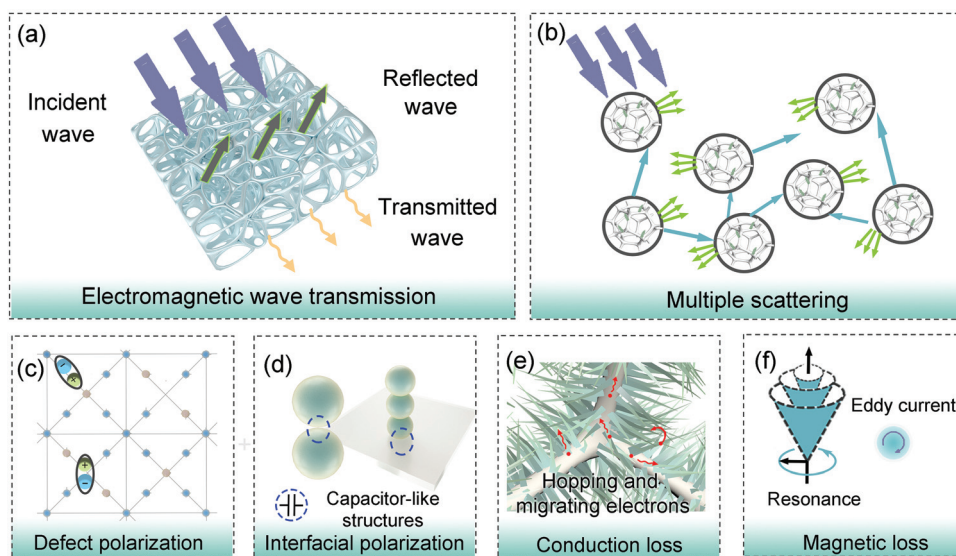 (a)
Incident
wave
Reflected
wave
Transmitted
wave
Electromagnetic wave transmission
(b)
Multiple scattering
(c)
- +
+ -
Defect polarization
(d)
Capacitor-like
structures
Interfacial polarization
(e)
Hopping and
migrating electrons
Conduction loss
(f)
Eddy current
Resonance
Magnetic loss